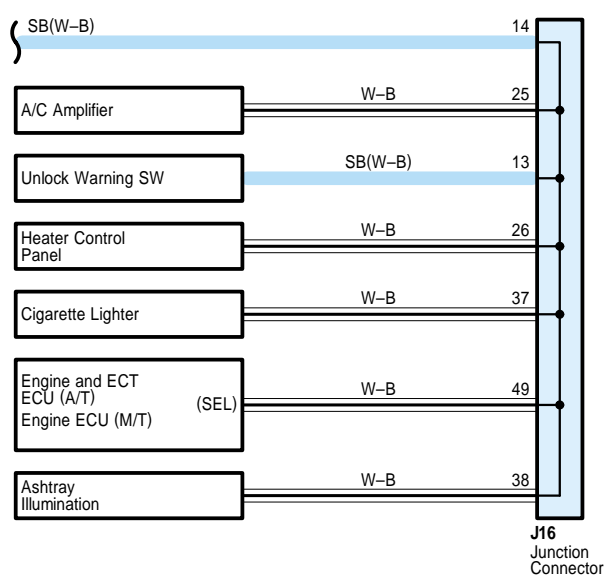 SB(W–B) 14
A/C Amplifier W–B 25
Unlock Warning SW SB(W–B) 13
Heater Control
Panel
W–B 26
Cigarette Lighter W–B 37
Engine and ECT
ECU (A/T)
Engine ECU (M/T)
(SEL) W–B 49
Ashtray
Illumination
W–B 38
J16
Junction
Connector